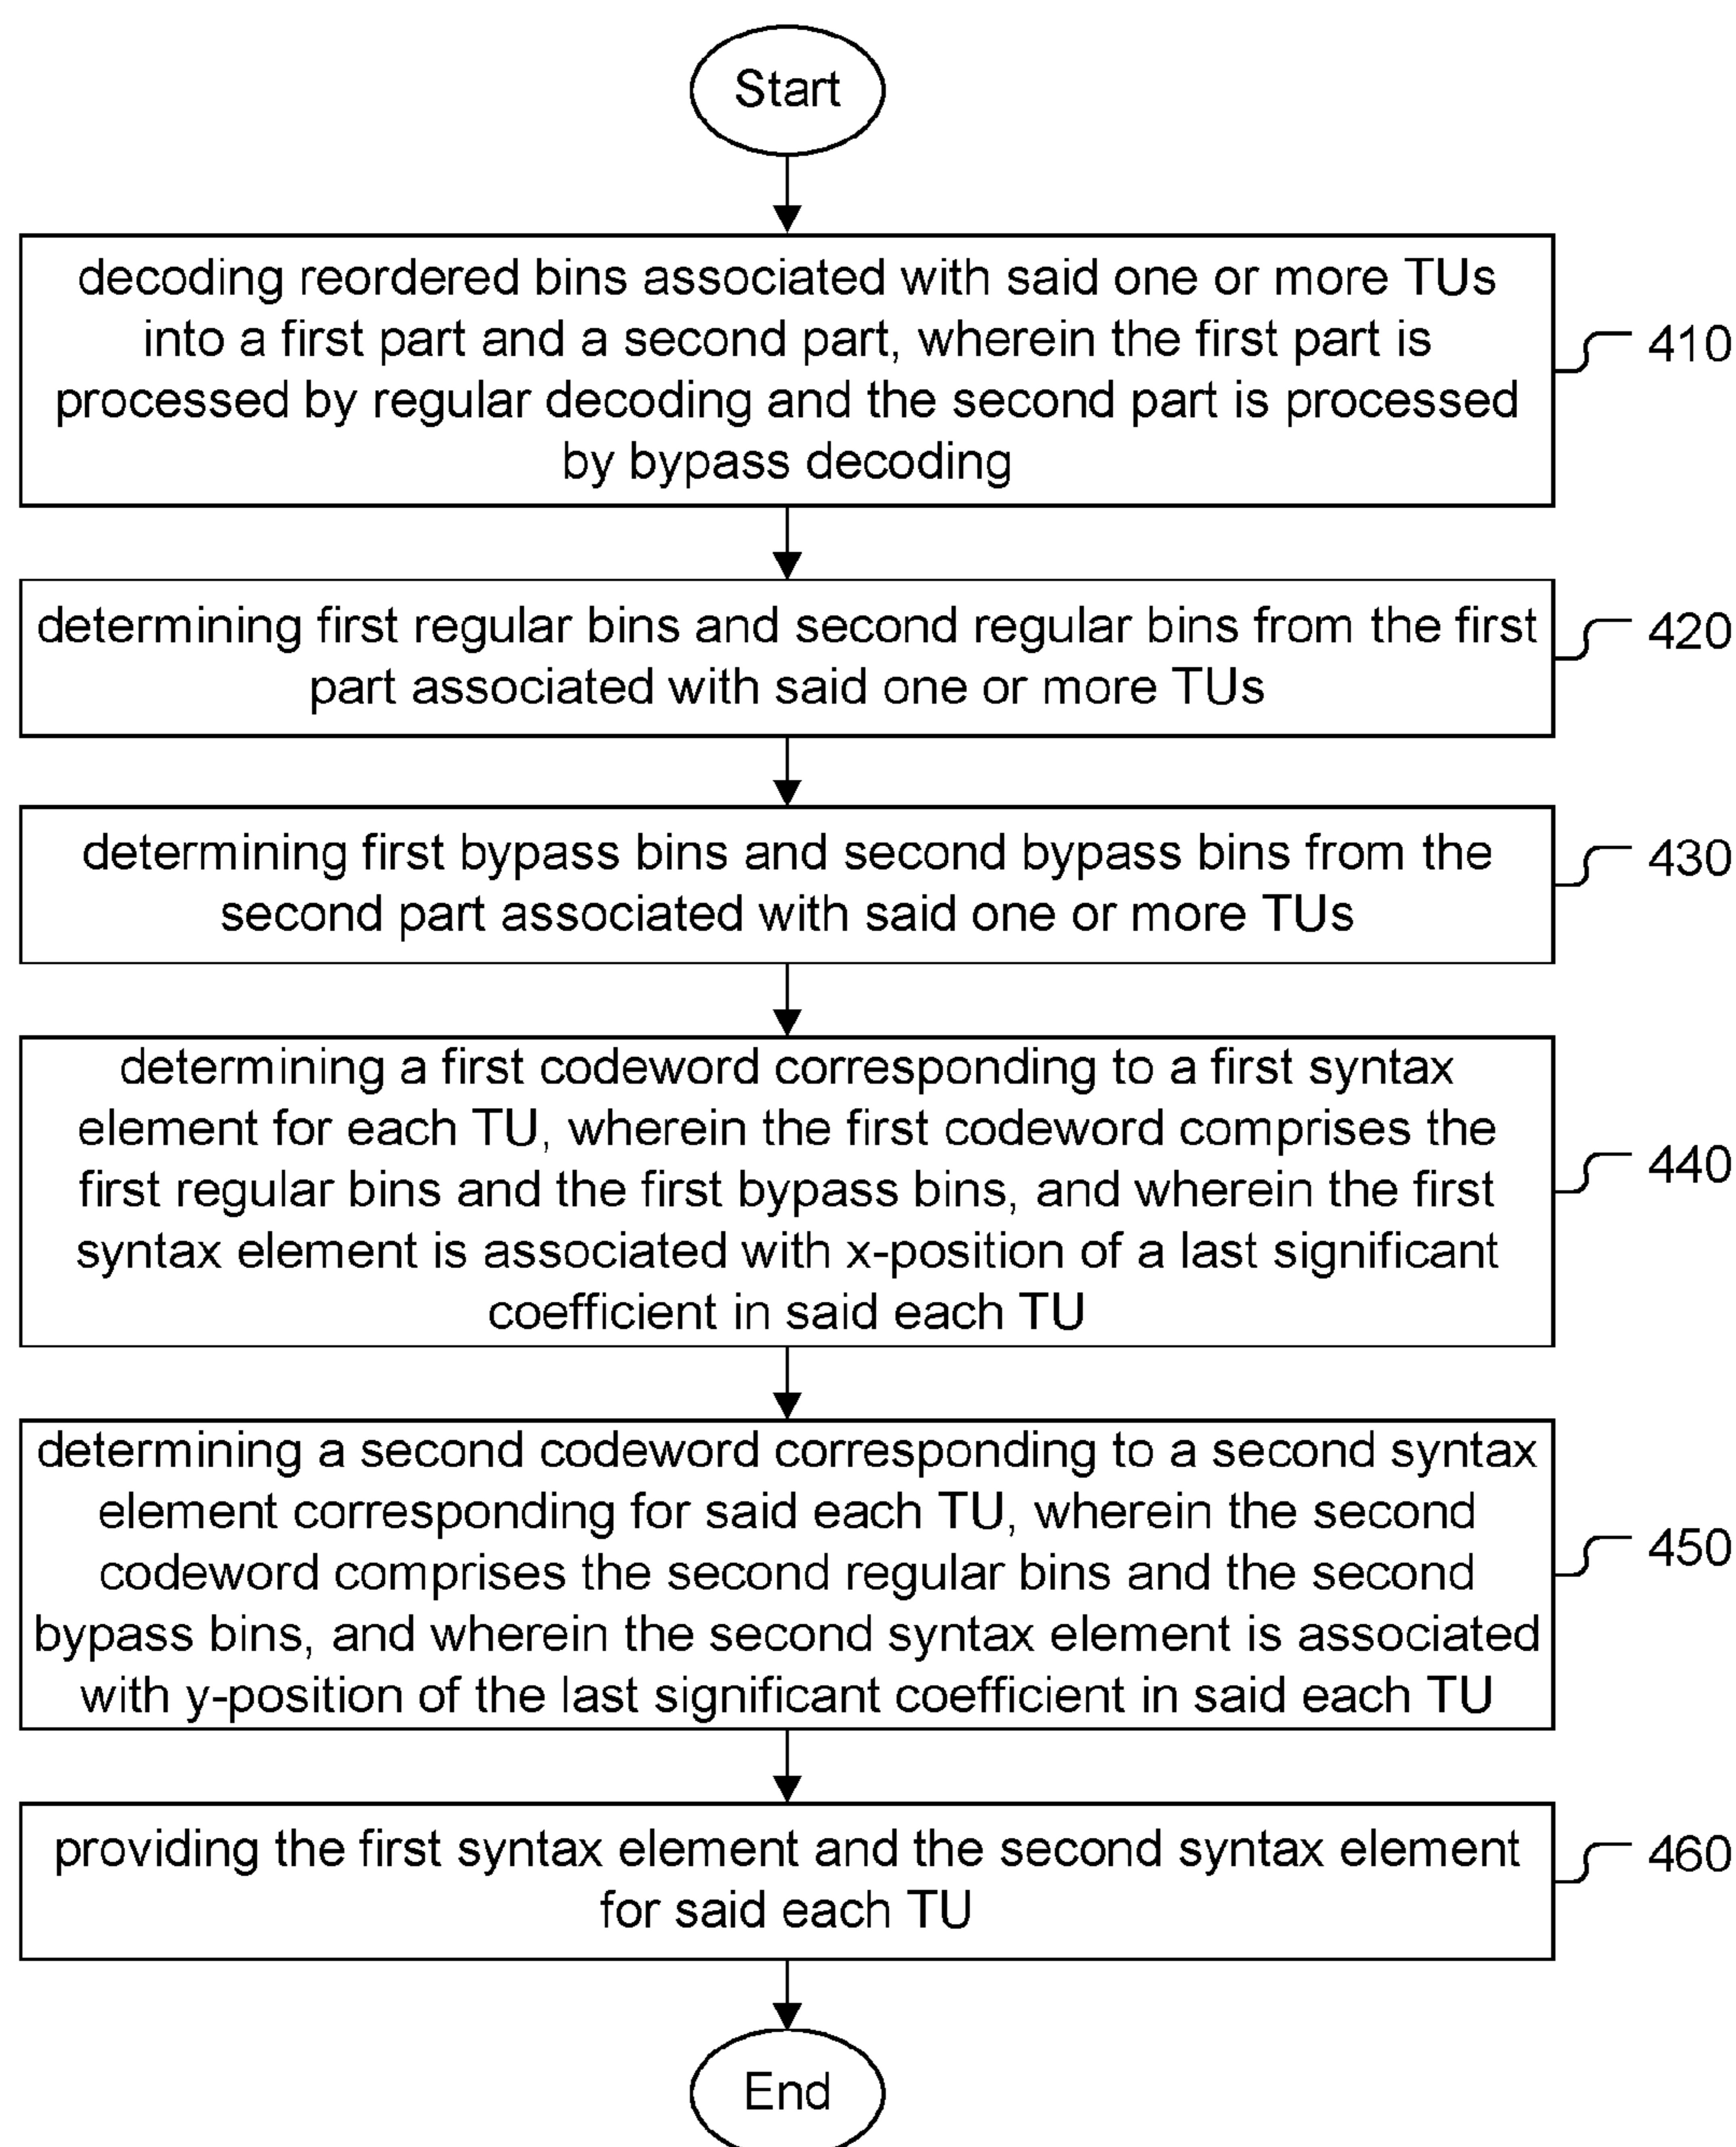 Start
decoding reordered bins associated with said one or more TUs
into a first part and a second part, wherein the first part is
processed by regular decoding and the second part is processed
by bypass decoding
410
determining first regular bins and second regular bins from the first
part associated with said one or more TUs
420
determining first bypass bins and second bypass bins from the
second part associated with said one or more TUs
430
determining a first codeword corresponding to a first syntax
element for each TU, wherein the first codeword comprises the
first regular bins and the first bypass bins, and wherein the first
syntax element is associated with x-position of a last significant
coefficient in said each TU
440
determining a second codeword corresponding to a second syntax
element corresponding for said each TU, wherein the second
codeword comprises the second regular bins and the second
bypass bins, and wherein the second syntax element is associated
with y-position of the last significant coefficient in said each TU
450
providing the first syntax element and the second syntax element
for said each TU
460
End